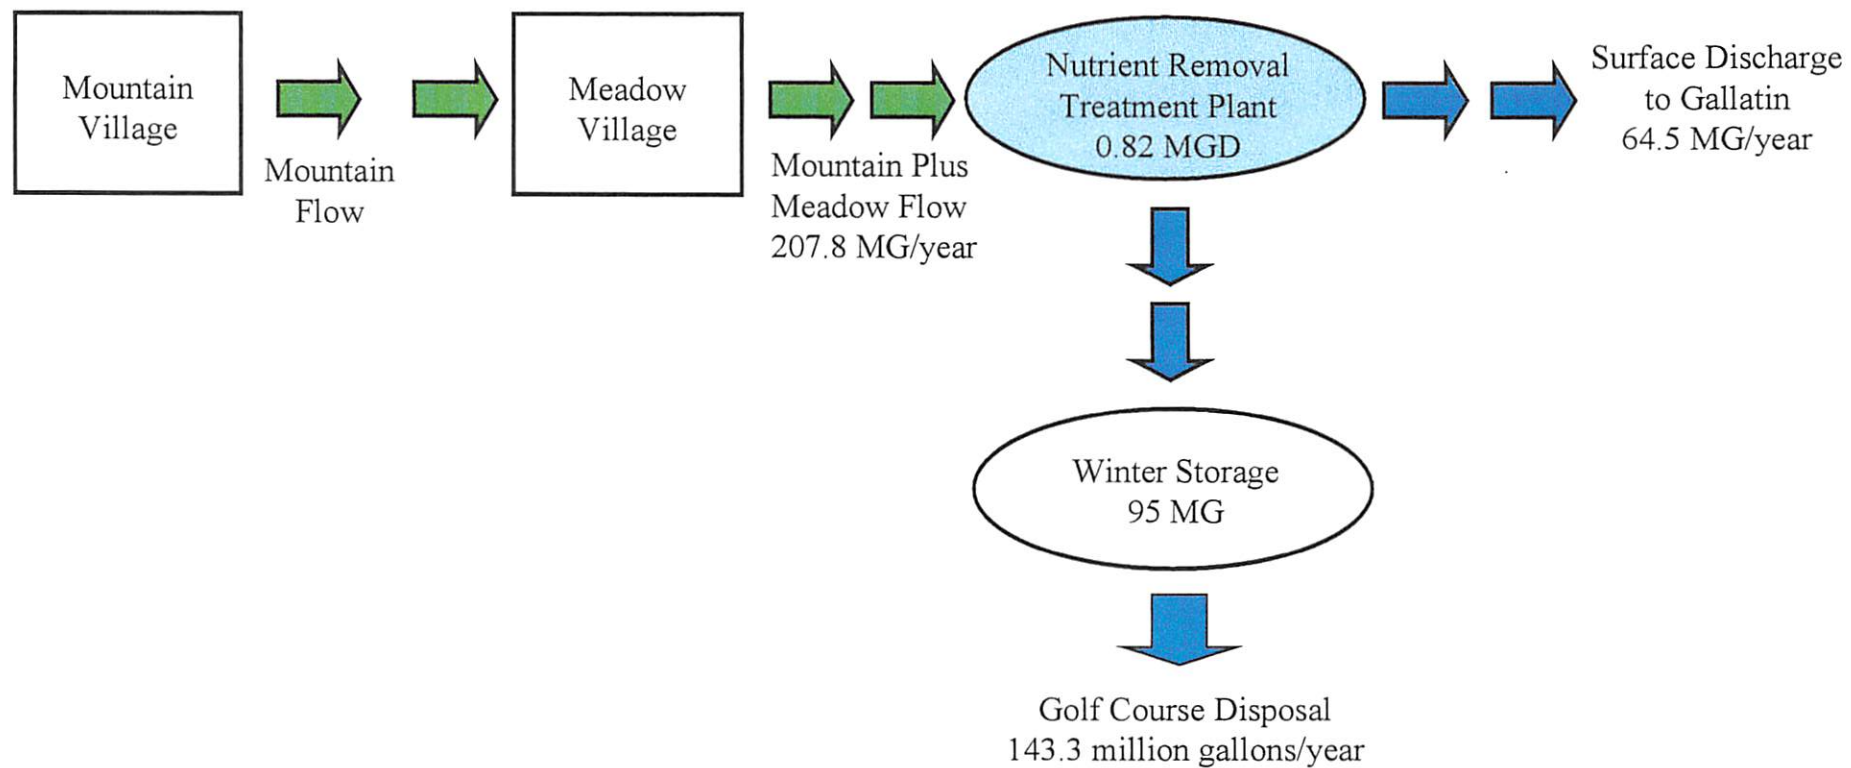 Mountain
Village
Mountain
Flow
Meadow
Village
Mountain Plus
Meadow Flow
207.8 MG/year
Nutrient Removal
Treatment Plant
0.82 MGD
Surface Discharge
to Gallatin
64.5 MG/year
Winter Storage
95 MG
Golf Course Disposal
143.3 million gallons/year